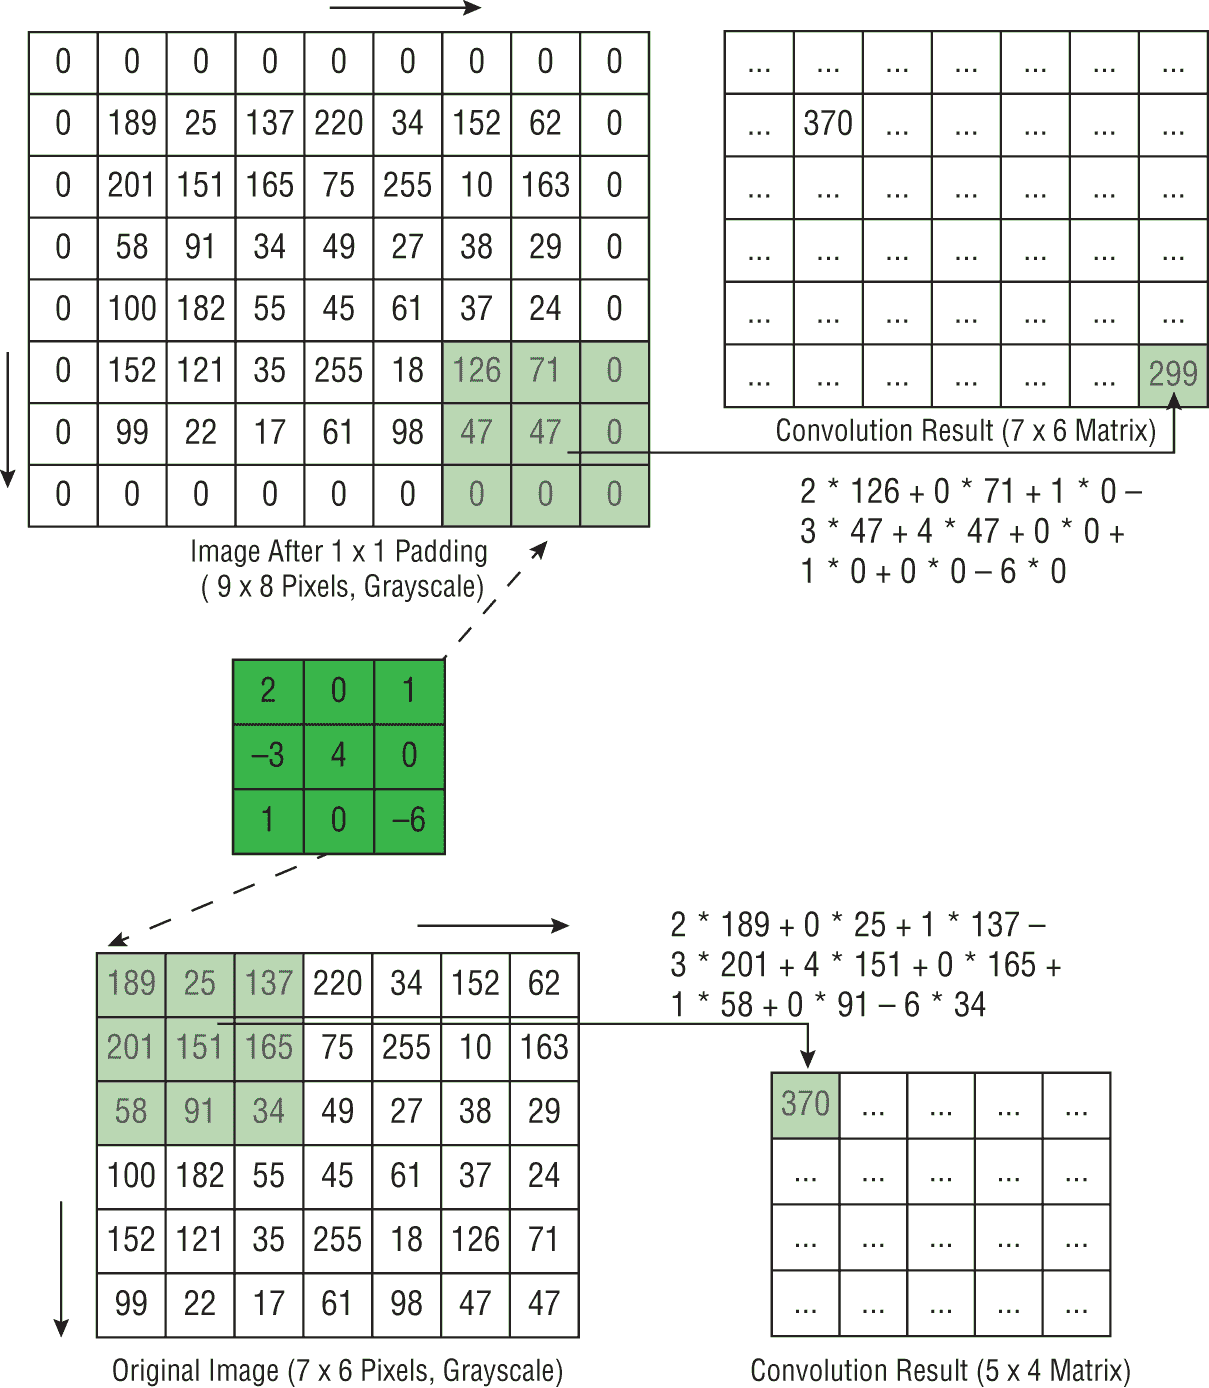 0 0 0 0 0 0 0 0 0
0 189 25 137 220 34 152 62 0
0 201 151 165 75 255 10 163 0
0 58 91 34 49 27 38 29 0
0 100 182 55 45 61 37 24 0
0 152 121 35 255 18 126 71 0
0 99 22 17 61 98 47 47 0
0 0 0 0 0 0 0 0 0
Image After 1 x 1 Padding
( 9 x 8 Pixels, Grayscale)
... ... ... ... ... ... ...
... 370 ... ... ... ... ...
... ... ... ... ... ... ...
... ... ... ... ... ... ...
... ... ... ... ... ... ...
... ... ... ... ... ... 299
Convolution Result (7 x 6 Matrix)
2 * 126 + 0 * 71 + 1 * 0 –
3 * 47 + 4 * 47 + 0 * 0 +
1 * 0 + 0 * 0 – 6 * 0
2 0 1
–3 4 0
1 0 –6
189 25 137 220 34 152 62
201 151 165 75 255 10 163
58 91 34 49 27 38 29
100 182 55 45 61 37 24
152 121 35 255 18 126 71
99 22 17 61 98 47 47
Original Image (7 x 6 Pixels, Grayscale)
2 * 189 + 0 * 25 + 1 * 137 –
3 * 201 + 4 * 151 + 0 * 165 +
1 * 58 + 0 * 91 – 6 * 34
370 ... ... ... ...
... ... ... ... ...
... ... ... ... ...
... ... ... ... ...
Convolution Result (5 x 4 Matrix)